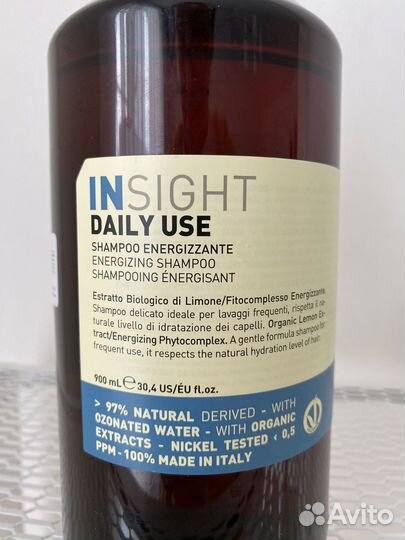 INSIGHT
DAILY USE
SHAMPOO ENERGIZZANTE
ENERGIZING SHAMPOO
SHAMPOOING ÉNERGISANT
Estratto Biologico di Limone/Fitocomplesso Energizzante.
Shampoo delicato ideale per lavaggi frequenti, rispetta il na-
turale livello di idratazione dei capelli. Organic Lemon Ex-
tract/Energizing Phytocomplex. A gentle formula shampoo for
frequent use, it respects the natural hydration level of hair.
900 mL e 30,4 US/ÉU fl.oz.
> 97% NATURAL DERIVED - WITH
OZONATED WATER - WITH ORGANIC
EXTRACTS - NICKEL TESTED < 0,5
PPM - 100% MADE IN ITALY
Avito